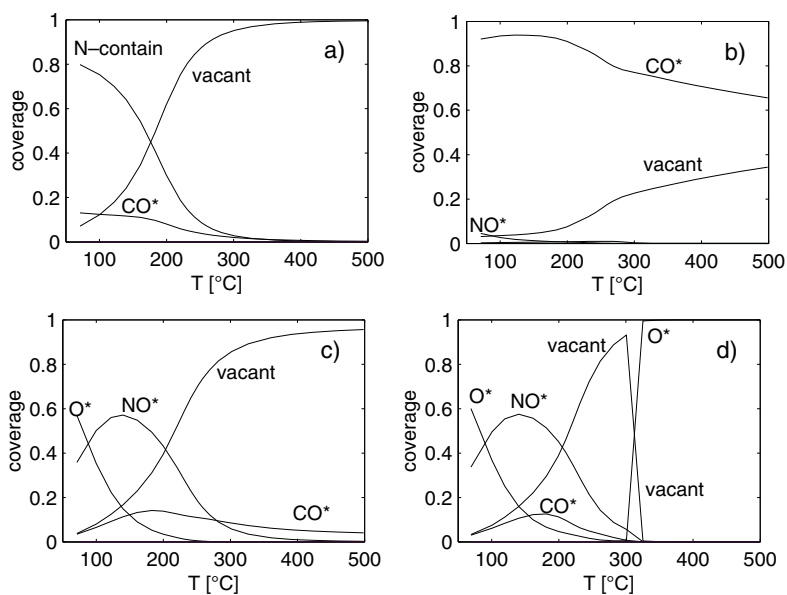 1
0.8
0.6
0.4
0.2
0
coverage
N–contain
vacant
CO*
a)
100
200
300
400
500
T [°C]
1
0.8
0.6
0.4
0.2
0
coverage
CO*
vacant
NO*
b)
100
200
300
400
500
T [°C]
1
0.8
0.6
0.4
0.2
0
coverage
O*
NO*
vacant
CO*
c)
100
200
300
400
500
T [°C]
1
0.8
0.6
0.4
0.2
0
coverage
vacant
O*
d)
O*
NO*
CO*
vacant
100
200
300
400
500
T [°C]